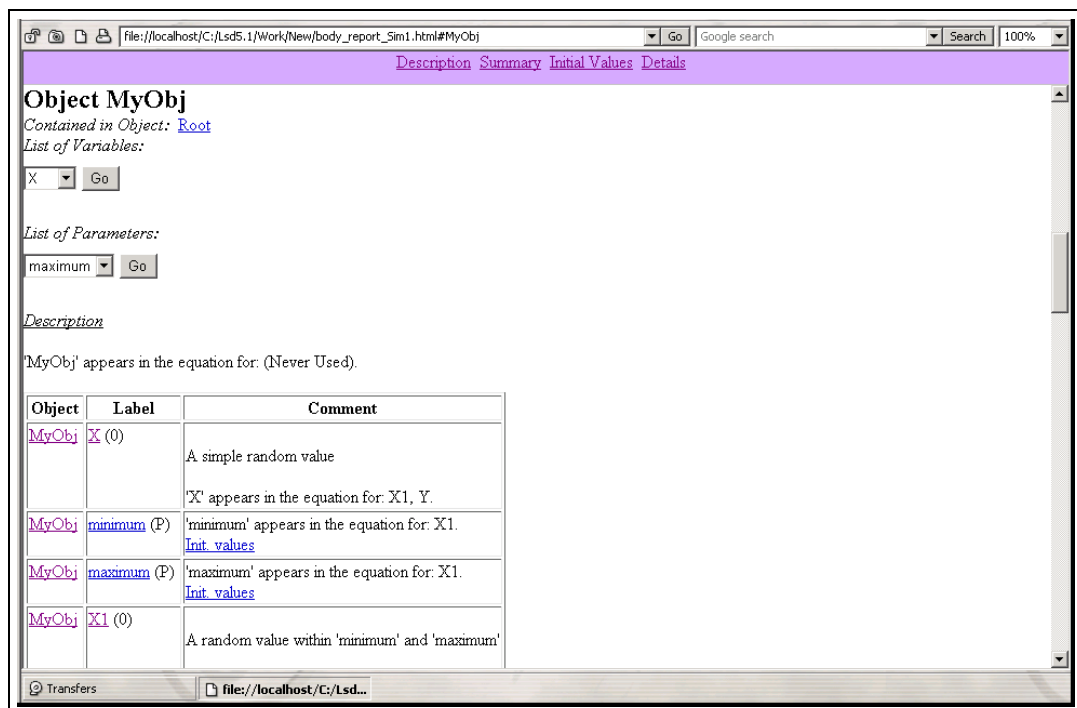 file://localhost/C:/Lsd5.1/Work/New/body_report_Sim1.html#MyObj Go Google search Search 100%
Description Summary Initial Values Details
Object MyObj
Contained in Object: Root
List of Variables:
X Go
List of Parameters:
maximum Go
Description
'MyObj' appears in the equation for: (Never Used).
Object Label Comment
MyObj X (0)
A simple random value
'X' appears in the equation for: X1, Y.
MyObj minimum (P) 'minimum' appears in the equation for: X1.
Init. values
MyObj maximum (P) 'maximum' appears in the equation for: X1.
Init. values
MyObj X1 (0)
A random value within 'minimum' and 'maximum'
Transfers file://localhost/C:/Lsd...